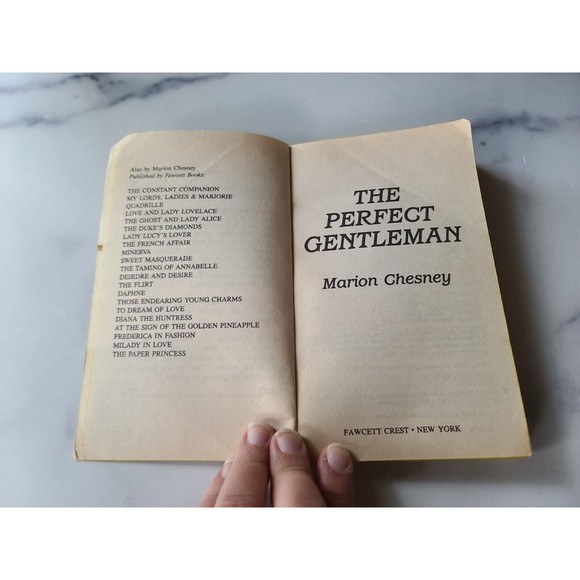 Also by Marion Chesney
Published by Fawcett Books:
THE CONSTANT COMPANION
MY LORDS, LADIES & MARJORIE
QUADRILLE
LOVE AND LADY LOVELACE
THE GHOST AND LADY ALICE
THE DUKE'S DIAMONDS
LADY LUCY'S LOVER
THE FRENCH AFFAIR
MINERVA
SWEET MASQUERADE
THE TAMING OF ANNABELLE
DEIRDRE AND DESIRE
THE FLIRT
DAPHNE
THOSE ENDEARING YOUNG CHARMS
TO DREAM OF LOVE
DIANA THE HUNTRESS
AT THE SIGN OF THE GOLDEN PINEAPPLE
FREDERICA IN FASHION
MILADY IN LOVE
THE PAPER PRINCESS
THE
PERFECT
GENTLEMAN
Marion Chesney
FAWCETT CREST • NEW YORK